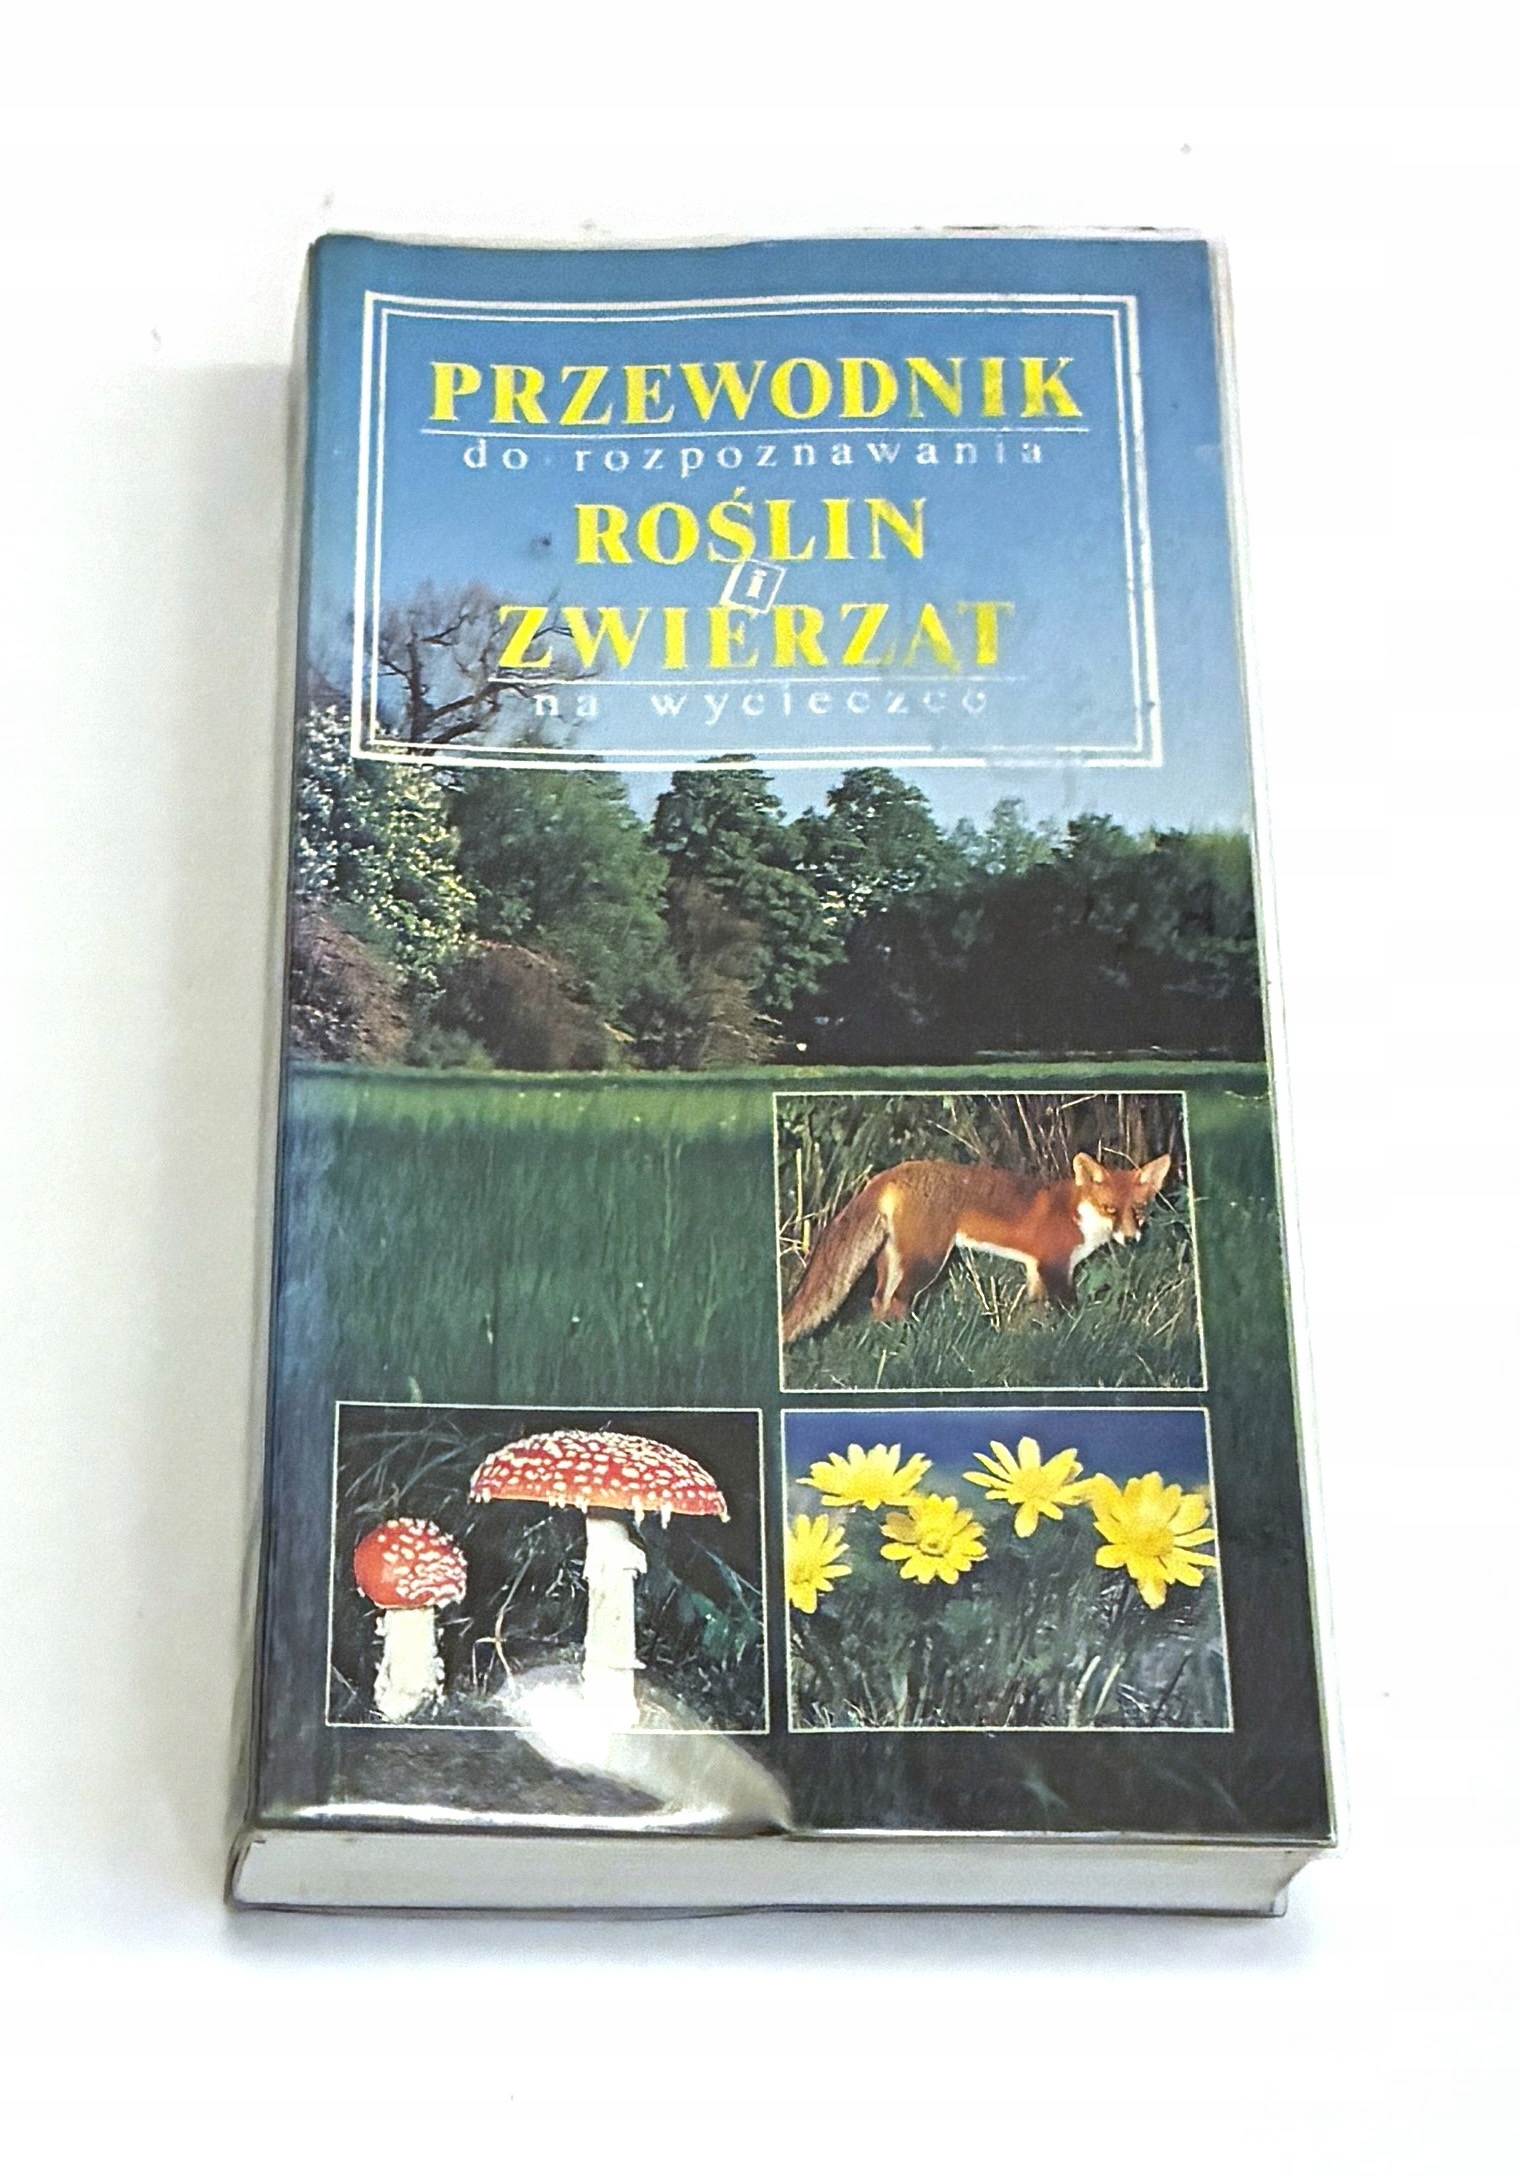 PRZEWODNIK
do rozpoznawania
ROŚLIN
i
ZWIERZĄT
na wycieczce